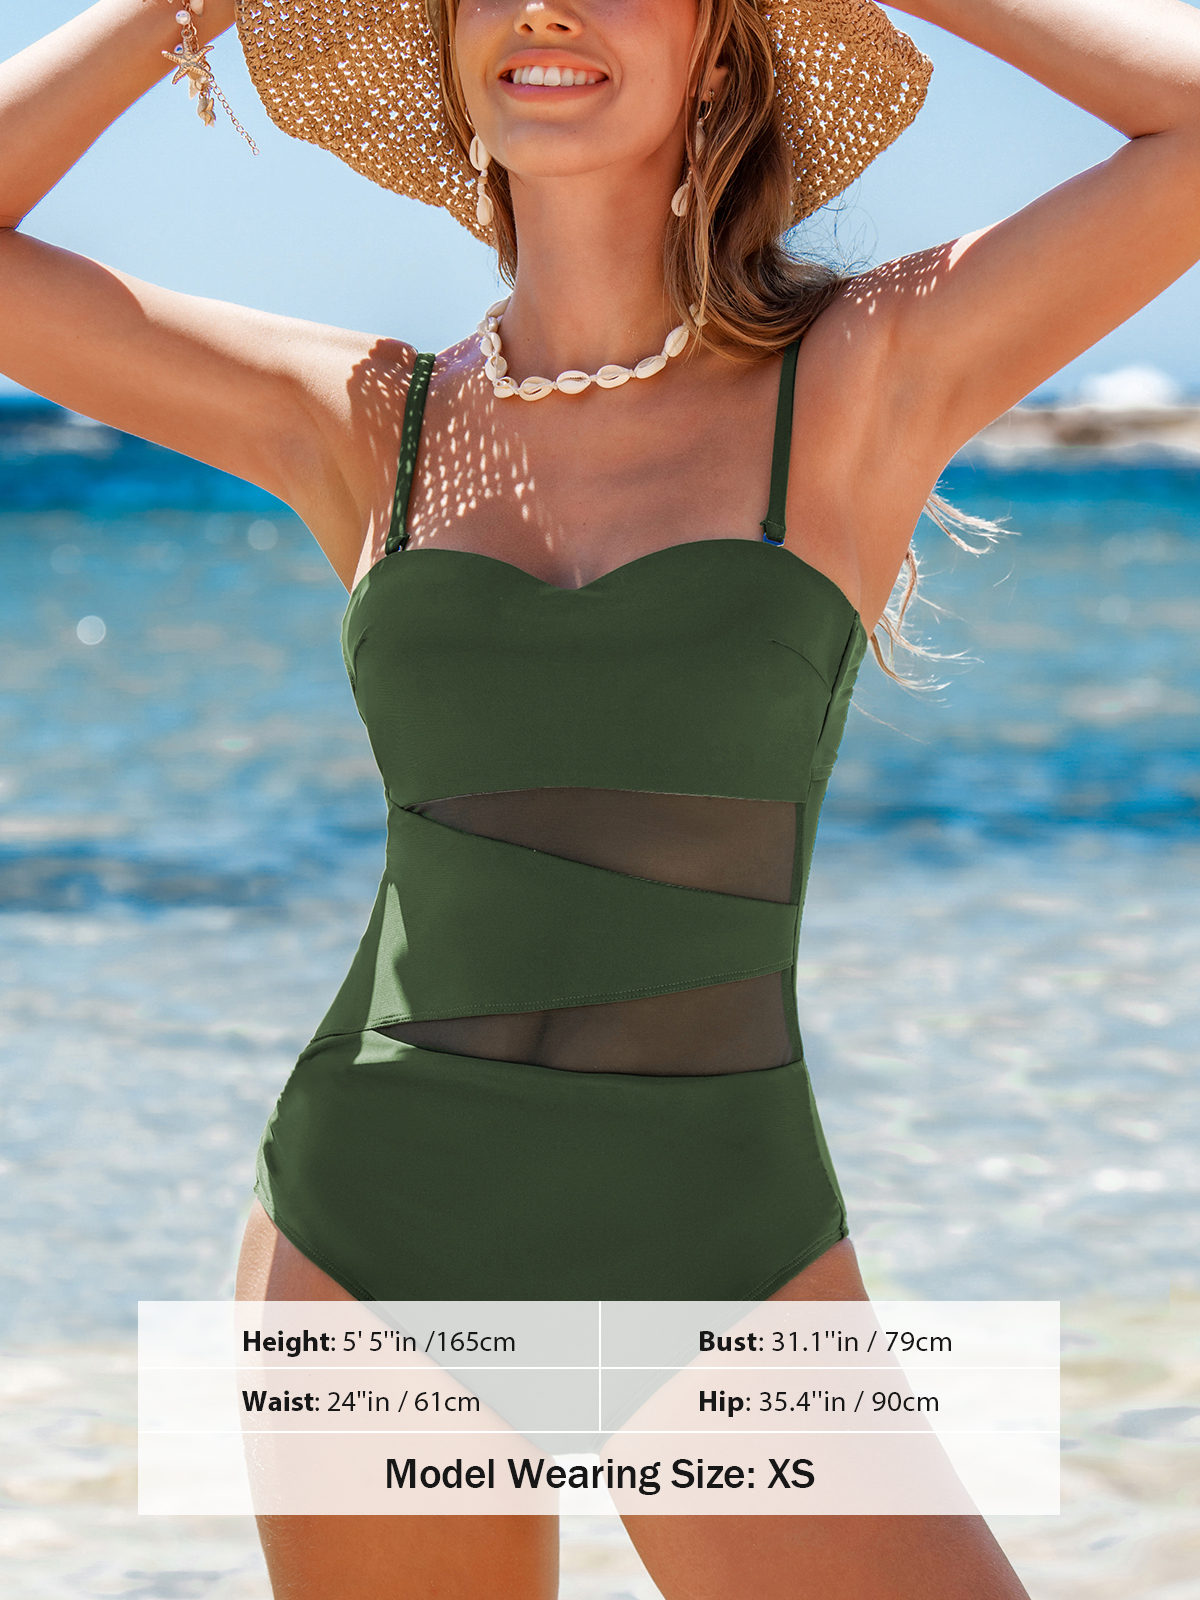 Height: 5' 5''in /165cm
Bust: 31.1''in / 79cm
Waist: 24''in / 61cm
Hip: 35.4''in / 90cm
Model Wearing Size: XS